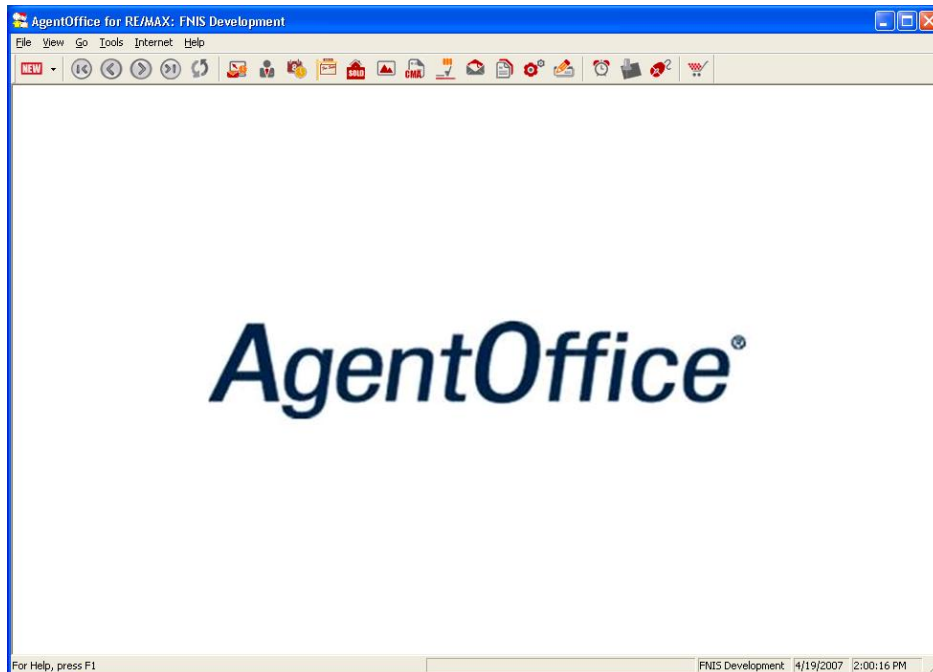 AgentOffice for RE/MAX: FNIS Development
File View Go Tools Internet Help
NEW SOLD CMA 2
AgentOffice®
For Help, press F1 FNIS Development 4/19/2007 2:00:16 PM